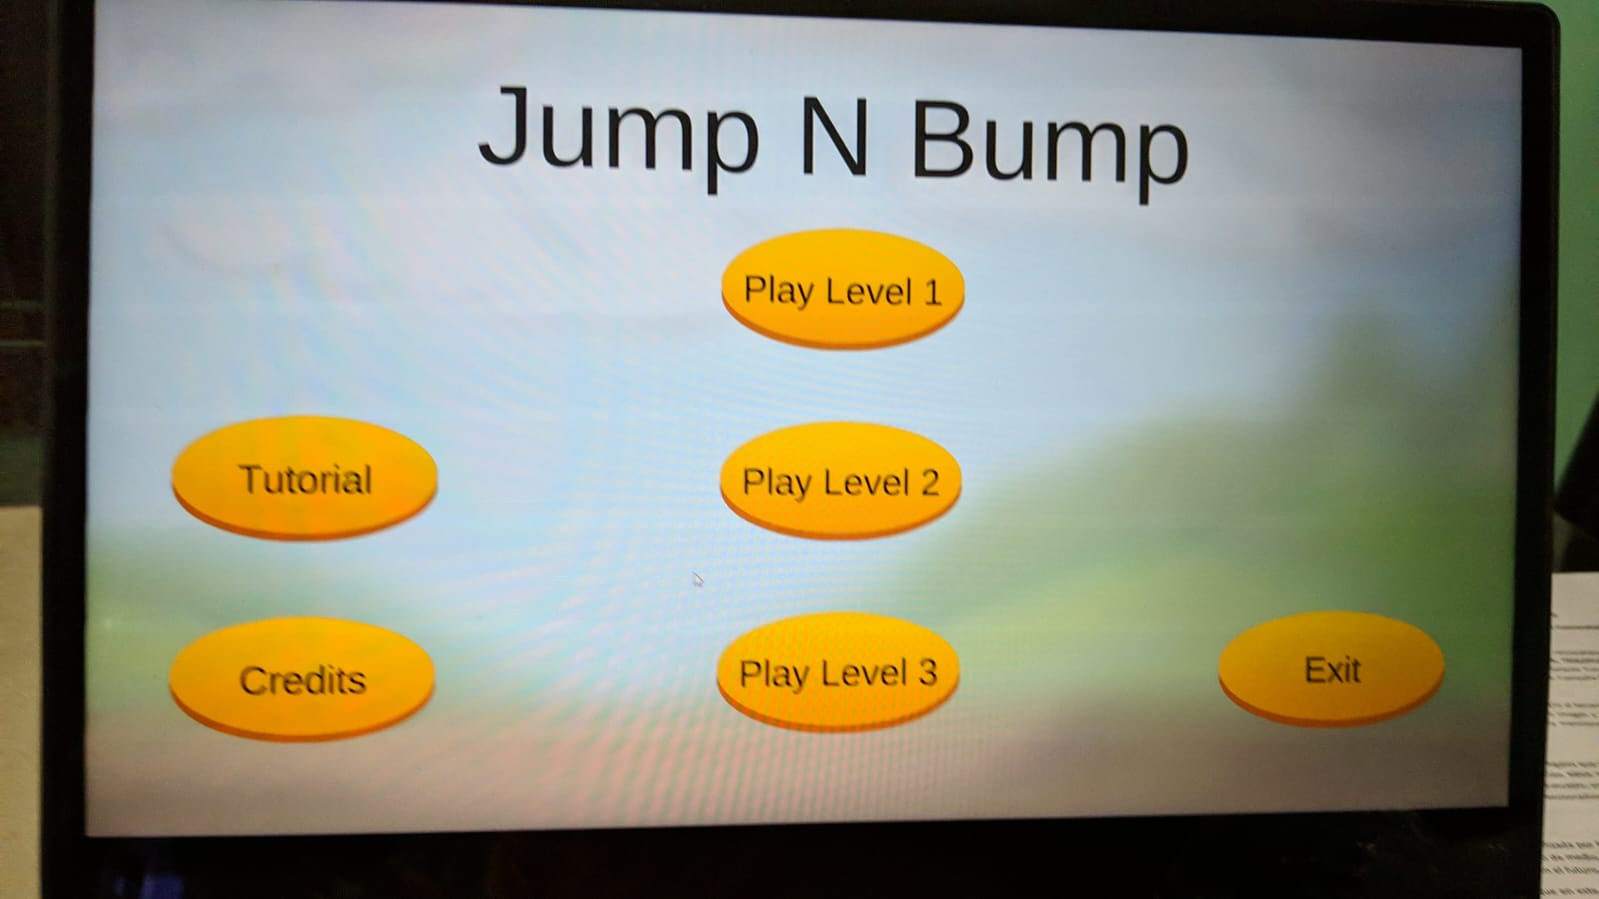 Jump N Bump
Play Level 1
Tutorial
Play Level 2
Credits
Play Level 3
Exit